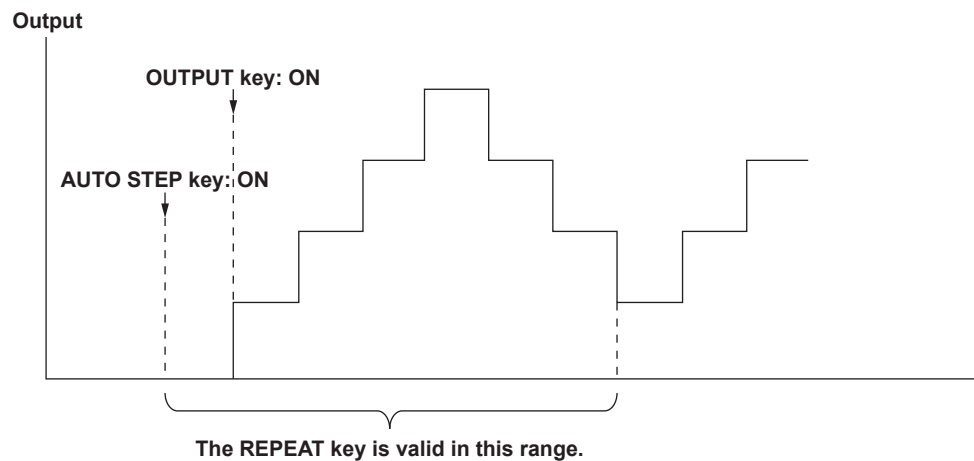 Output
OUTPUT key: ON
AUTO STEP key: ON
The REPEAT key is valid in this range.